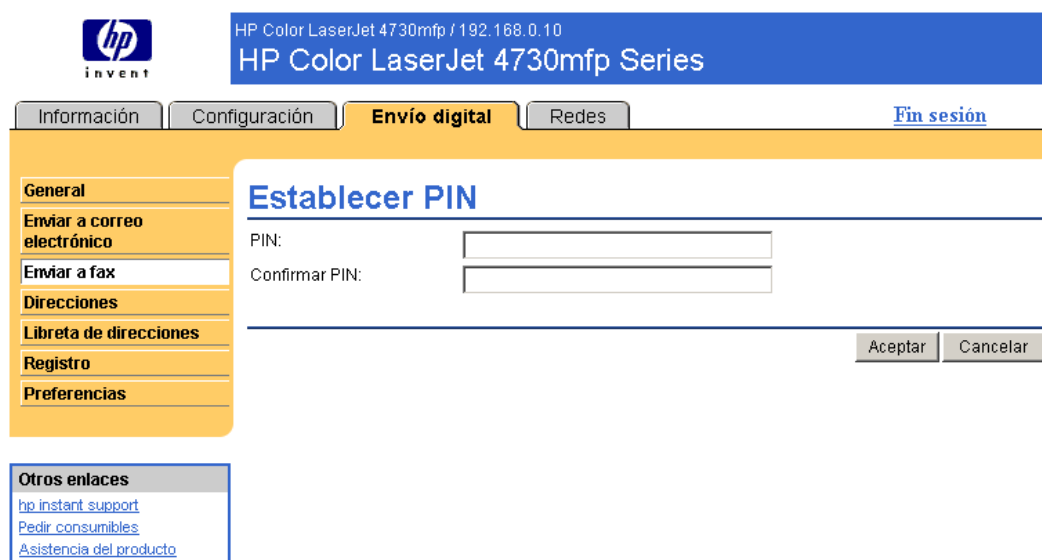 hp
invent
HP Color LaserJet 4730mfp / 192.168.0.10
HP Color LaserJet 4730mfp Series
Información
Configuración
Envío digital
Redes
Fin sesión
General
Enviar a correo
electrónico
Enviar a fax
Direcciones
Libreta de direcciones
Registro
Preferencias
Establecer PIN
PIN:
Confirmar PIN:
Aceptar
Cancelar
Otros enlaces
hp instant support
Pedir consumibles
Asistencia del producto